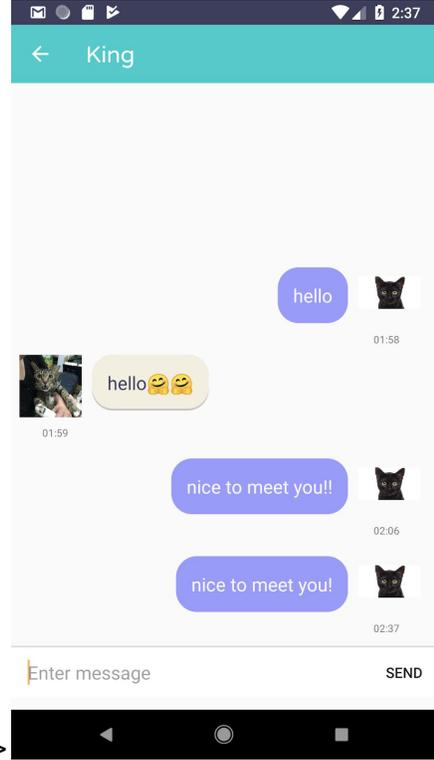 2:37
King
hello
01:58
hello🤗🤗
01:59
nice to meet you!!
02:06
nice to meet you!
02:37
Enter message
SEND
>